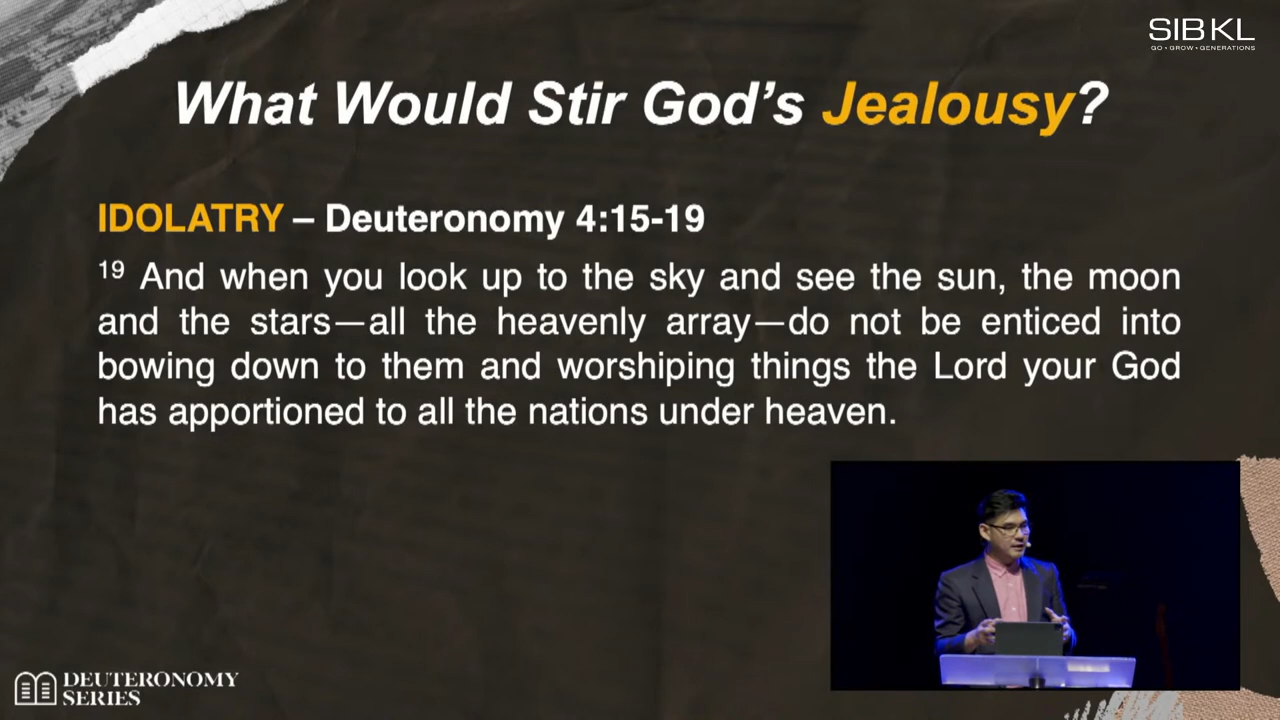 SIBKL
GO • GROW • GENERATIONS
What Would Stir God’s Jealousy?
IDOLATRY – Deuteronomy 4:15-19
19 And when you look up to the sky and see the sun, the moon
and the stars—all the heavenly array—do not be enticed into
bowing down to them and worshiping things the Lord your God
has apportioned to all the nations under heaven.
DEUTERONOMY
SERIES